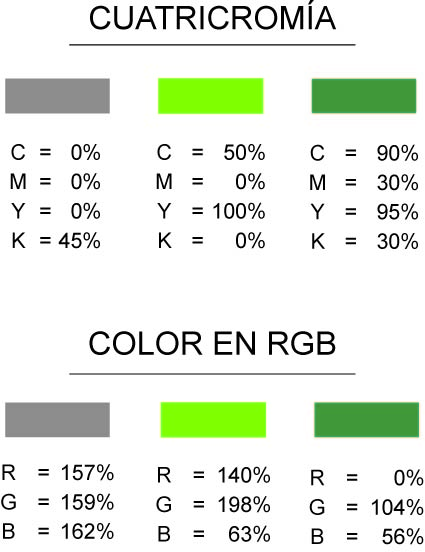 CUATRICROMÍA
C = 0% C = 50% C = 90%
M = 0% M = 0% M = 30%
Y = 0% Y = 100% Y = 95%
K = 45% K = 0% K = 30%
COLOR EN RGB
R = 157% R = 140% R = 0%
G = 159% G = 198% G = 104%
B = 162% B = 63% B = 56%